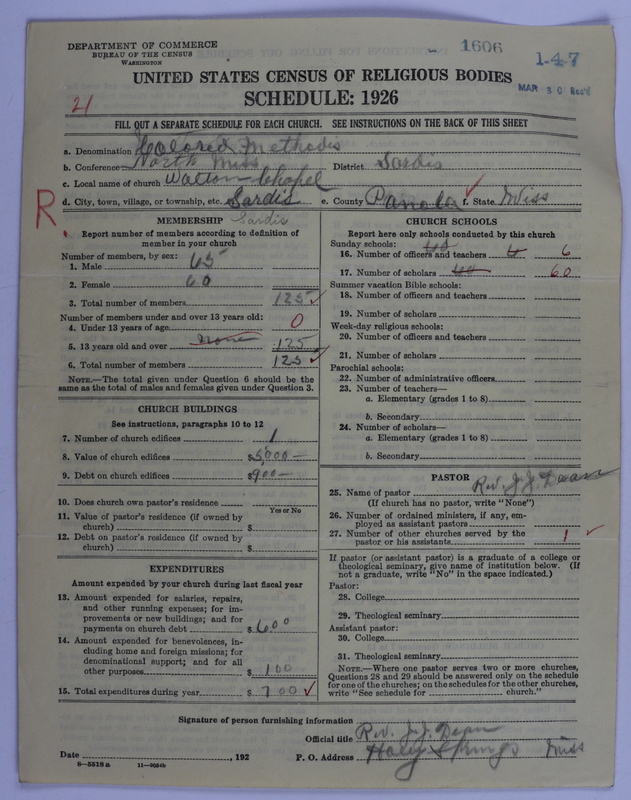 DEPARTMENT OF COMMERCE
BUREAU OF THE CENSUS
WASHINGTON
1606
1-47
MAR 30 Rec'd
UNITED STATES CENSUS OF RELIGIOUS BODIES
SCHEDULE: 1926
21
FILL OUT A SEPARATE SCHEDULE FOR EACH CHURCH. SEE INSTRUCTIONS ON THE BACK OF THIS SHEET
a. Denomination Colored Methodis
b. Conference North Miss District Sardis
c. Local name of church Chapel
R
d. City, town, village, or township, etc. Sardis e. County Panola f. State Miss
MEMBERSHIP Sardis
Report number of members according to definition of
member in your church
Number of members, by sex:
1. Male 65
2. Female 60
3. Total number of members 125
Number of members under and over 13 years old:
4. Under 13 years of age 0
5. 13 years old and over none 125
6. Total number of members 125
NOTE.—The total given under Question 6 should be
same as the total of males and females given under Question 3.
CHURCH BUILDINGS
See instructions, paragraphs 10 to 12
7. Number of church edifices 1
8. Value of church edifices $5,000—
9. Debt on church edifices $900—
10. Does church own pastor's residence
Yes or No
11. Value of pastor's residence (if owned by
church) $
12. Debt on pastor's residence (if owned by
church) $
EXPENDITURES
Amount expended by your church during last fiscal year
13. Amount expended for salaries, repairs,
and other running expenses; for im-
provements or new buildings; and for
payments on church debt $600
14. Amount expended for benevolences, in-
cluding home and foreign missions; for
denominational support; and for all
other purposes $ 100
15. Total expenditures during year $ 700
CHURCH SCHOOLS
Report here only schools conducted by this church
Sunday schools:
16. Number of officers and teachers 6
17. Number of scholars 60
Summer vacation Bible schools:
18. Number of officers and teachers
19. Number of scholars
Week-day religious schools:
20. Number of officers and teachers
21. Number of scholars
Parochial schools:
22. Number of administrative officers
23. Number of teachers—
a. Elementary (grades 1 to 8)
b. Secondary
24. Number of scholars—
a. Elementary (grades 1 to 8)
b. Secondary
PASTOR
25. Name of pastor Rev. J. J. Dean
(If church has no pastor, write "None")
26. Number of ordained ministers, if any, em-
ployed as assistant pastors
27. Number of other churches served by the
pastor or his assistants 1
If pastor (or assistant pastor) is a graduate of a college or
theological seminary, give name of institution below. (If
not a graduate, write "No" in the space indicated.)
Pastor:
28. College
29. Theological seminary
Assistant pastor:
30. College
31. Theological seminary
NOTE.—Where one pastor serves two or more churches,
Questions 28 and 29 should be answered only on the schedule
for one of the churches; on the schedules for the other churches,
write "See schedule for church."
Signature of person furnishing information
Official title Rev. J. J. Dean
Date , 192 P. O. Address Holy Springs Miss
8—5518a 11—9054b